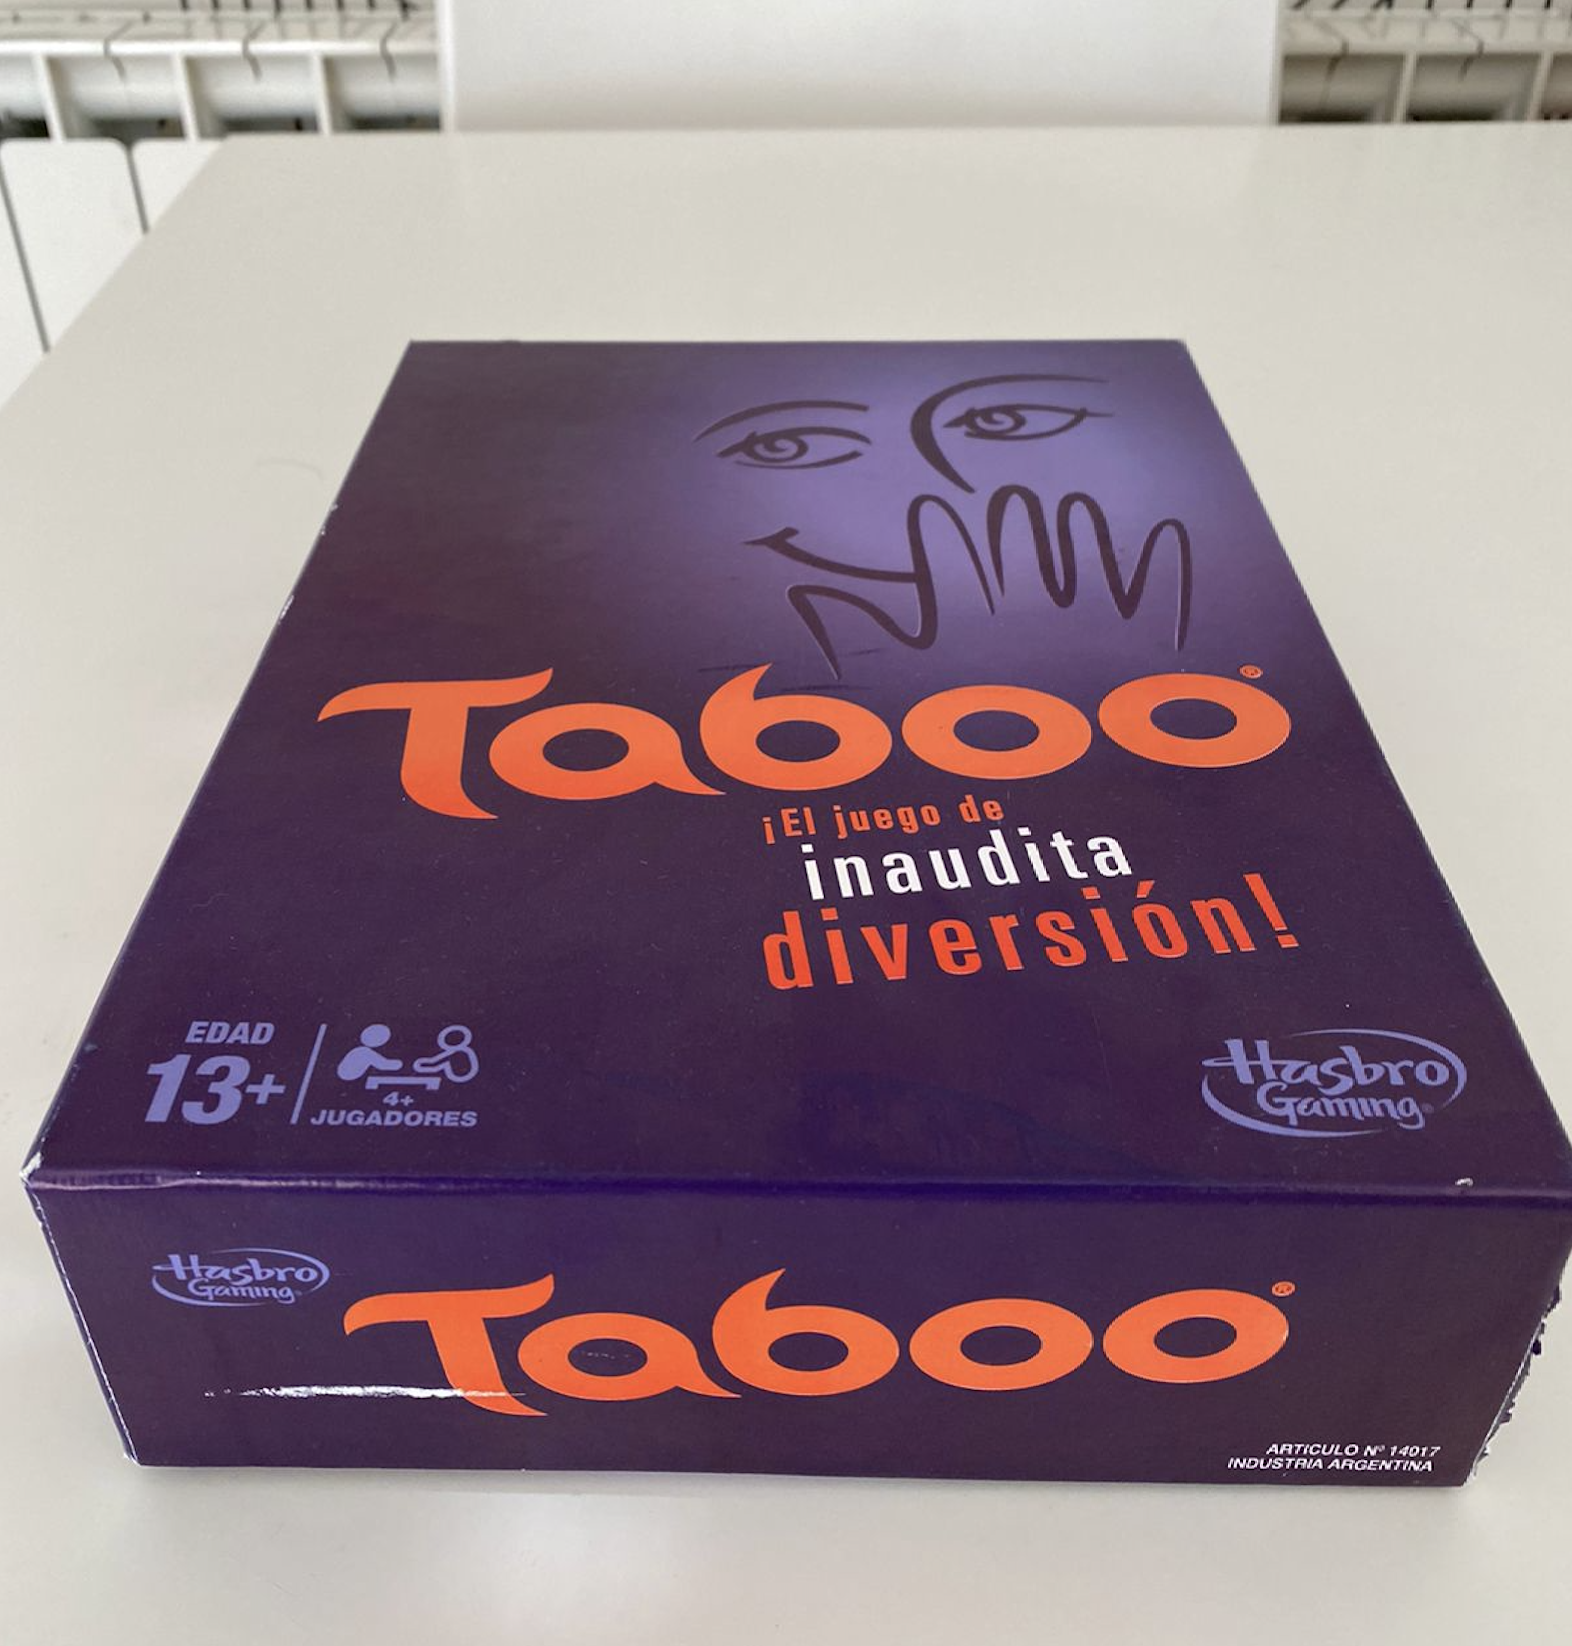 Taboo®
¡El juego de
inaudita
diversión!
EDAD
13+
4+
JUGADORES
Hasbro
Gaming
Hasbro
Gaming
Taboo®
ARTICULO Nº 14017
INDUSTRIA ARGENTINA